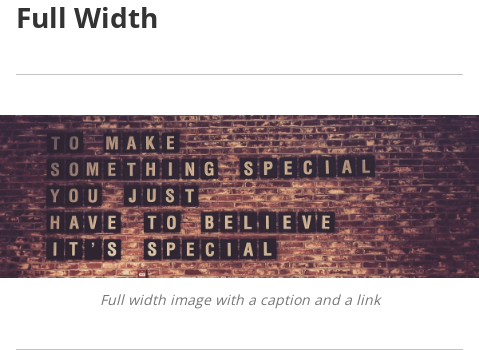 Full Width
TO MAKE
SOMETHING SPECIAL
YOU JUST
HAVE TO BELIEVE
IT'S SPECIAL
Full width image with a caption and a link